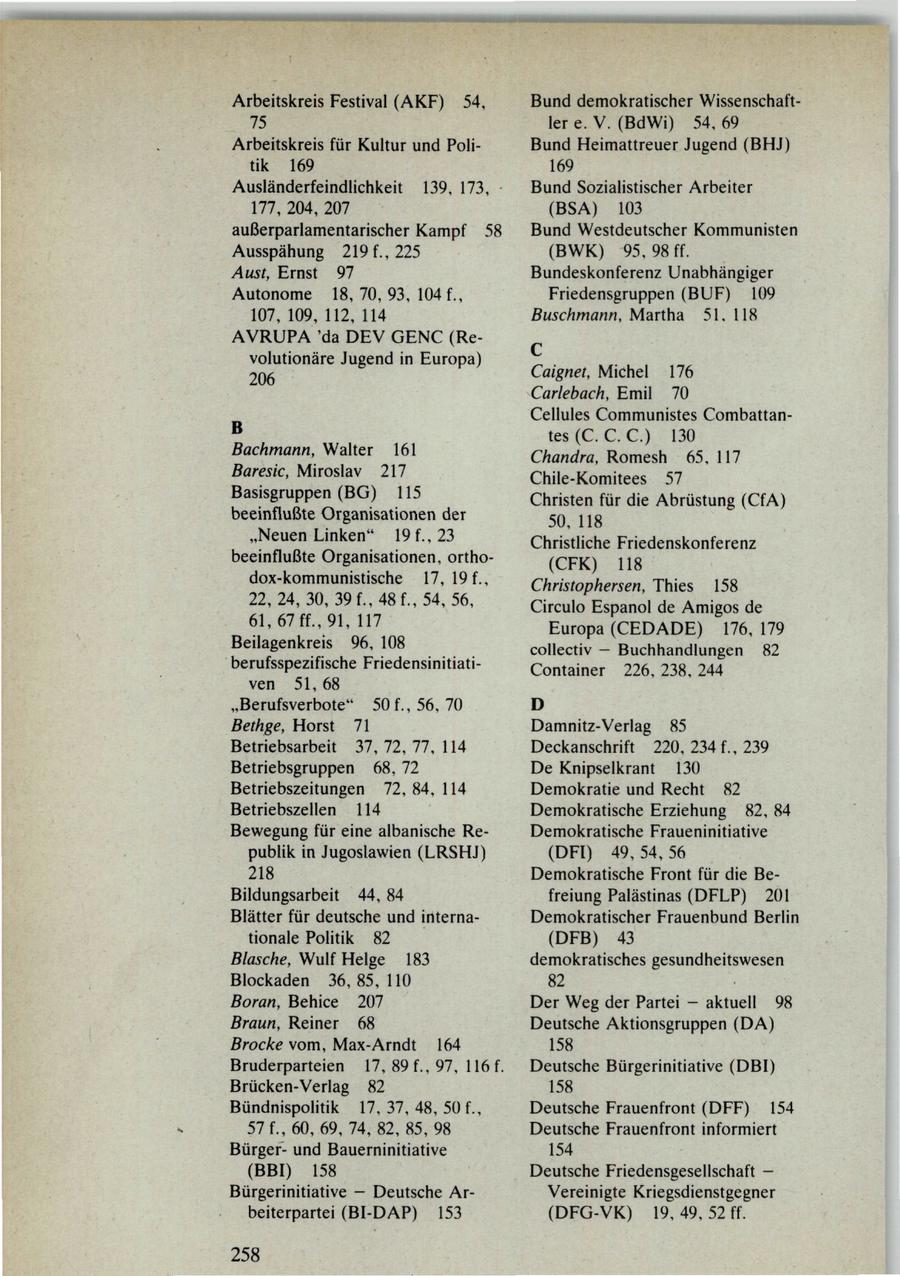 Arbeitskreis Festival (AKF) 54,
75
Arbeitskreis für Kultur und Poli-
tik 169
Ausländerfeindlichkeit 139, 173,
177, 204, 207
außerparlamentarischer Kampf 58
Ausspähung 219 f., 225
Aust, Ernst 97
Autonome 18, 70, 93, 104 f.,
107, 109, 112, 114
AVRUPA 'da DEV GENC (Re-
volutionäre Jugend in Europa)
206
B
Bachmann, Walter 161
Baresic, Miroslav 217
Basisgruppen (BG) 115
beeinflußte Organisationen der
„Neuen Linken“ 19 f., 23
beeinflußte Organisationen, ortho-
dox-kommunistische 17, 19 f.,
22, 24, 30, 39 f., 48 f., 54, 56,
61, 67 ff., 91, 117
Beilagenkreis 96, 108
berufsspezifische Friedensinitiati-
ven 51, 68
„Berufsverbote“ 50 f., 56, 70
Bethge, Horst 71
Betriebsarbeit 37, 72, 77, 114
Betriebsgruppen 68, 72
Betriebszeitungen 72, 84, 114
Betriebszellen 114
Bewegung für eine albanische Re-
publik in Jugoslawien (LRSHJ)
218
Bildungsarbeit 44, 84
Blätter für deutsche und interna-
tionale Politik 82
Blasche, Wulf Helge 183
Blockaden 36, 85, 110
Boran, Behice 207
Braun, Reiner 68
Brocke vom, Max-Arndt 164
Bruderparteien 17, 89 f., 97, 116 f.
Brücken-Verlag 82
Bündnispolitik 17, 37, 48, 50 f.,
57 f., 60, 69, 74, 82, 85, 98
Bürger- und Bauerninitiative
(BBI) 158
Bürgerinitiative – Deutsche Ar-
beiterpartei (BI-DAP) 153
Bund demokratischer Wissenschaft-
ler e. V. (BdWi) 54, 69
Bund Heimattreuer Jugend (BHJ)
169
Bund Sozialistischer Arbeiter
(BSA) 103
Bund Westdeutscher Kommunisten
(BWK) 95, 98 ff.
Bundeskonferenz Unabhängiger
Friedensgruppen (BUF) 109
Buschmann, Martha 51, 118
C
Caignet, Michel 176
Carlebach, Emil 70
Cellules Communistes Combattan-
tes (C. C. C.) 130
Chandra, Romesh 65, 117
Chile-Komitees 57
Christen für die Abrüstung (CfA)
50, 118
Christliche Friedenskonferenz
(CFK) 118
Christophersen, Thies 158
Circulo Espanol de Amigos de
Europa (CEDADE) 176, 179
collectiv – Buchhandlungen 82
Container 226, 238, 244
D
Damnitz-Verlag 85
Deckanschrift 220, 234 f., 239
De Knipselkrant 130
Demokratie und Recht 82
Demokratische Erziehung 82, 84
Demokratische Fraueninitiative
(DFI) 49, 54, 56
Demokratische Front für die Be-
freiung Palästinas (DFLP) 201
Demokratischer Frauenbund Berlin
(DFB) 43
demokratisches gesundheitswesen
82
Der Weg der Partei – aktuell 98
Deutsche Aktionsgruppen (DA)
158
Deutsche Bürgerinitiative (DBI)
158
Deutsche Frauenfront (DFF) 154
Deutsche Frauenfront informiert
154
Deutsche Friedensgesellschaft –
Vereinigte Kriegsdienstgegner
(DFG-VK) 19, 49, 52 ff.
258